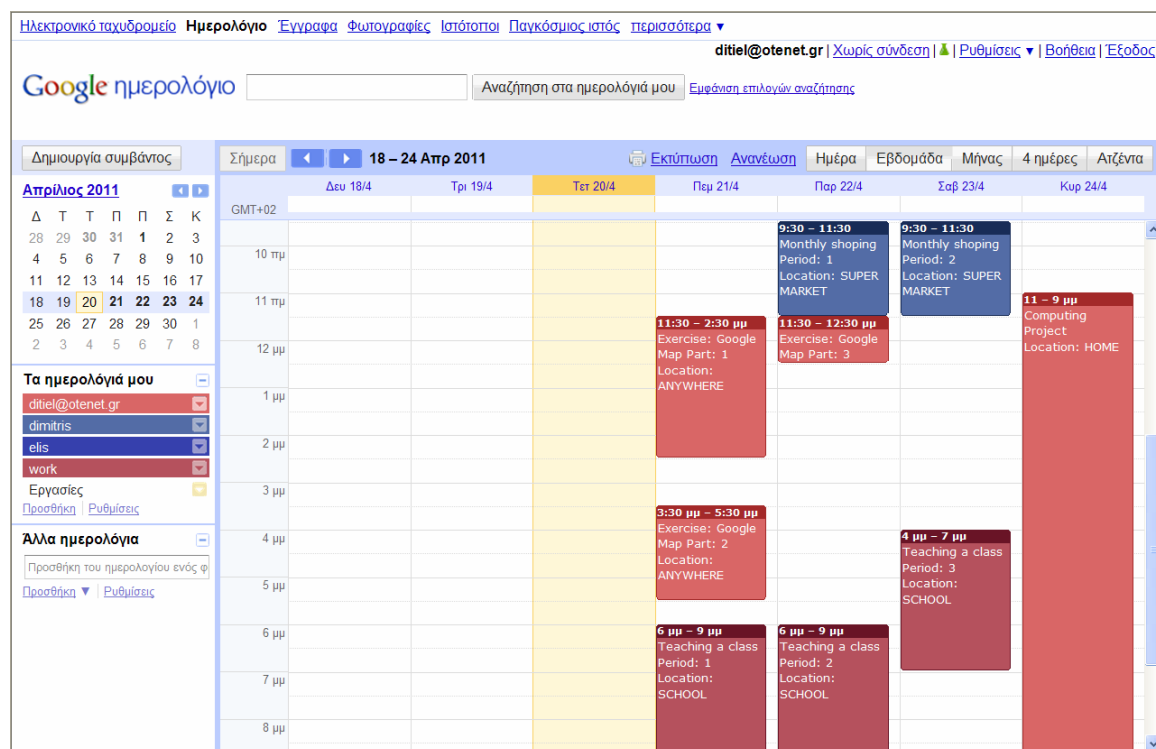 Ηλεκτρονικό ταχυδρομείο Ημερολόγιο Έγγραφα Φωτογραφίες Ιστότοποι Παγκόσμιος ιστός περισσότερα ▼
ditiel@otenet.gr | Χωρίς σύνδεση | | Ρυθμίσεις ▼ | Βοήθεια | Έξοδος
Google ημερολόγιο Αναζήτηση στα ημερολόγιά μου Εμφάνιση επιλογών αναζήτησης
Δημιουργία συμβάντος Σήμερα 18 – 24 Απρ 2011 Εκτύπωση Ανανέωση Ημέρα Εβδομάδα Μήνας 4 ημέρες Ατζέντα
Απρίλιος 2011
Δ Τ Τ Π Π Σ Κ
28 29 30 31 1 2 3
4 5 6 7 8 9 10
11 12 13 14 15 16 17
18 19 20 21 22 23 24
25 26 27 28 29 30 1
2 3 4 5 6 7 8
Τα ημερολόγιά μου
ditiel@otenet.gr
dimitris
elis
work
Εργασίες
Προσθήκη Ρυθμίσεις
Άλλα ημερολόγια
Προσθήκη του ημερολογίου ενός φ
Προσθήκη ▼ Ρυθμίσεις
Δευ 18/4 Τρι 19/4 Τετ 20/4 Πεμ 21/4 Παρ 22/4 Σαβ 23/4 Κυρ 24/4
GMT+02
10 πμ
11 πμ
12 μμ
1 μμ
2 μμ
3 μμ
4 μμ
5 μμ
6 μμ
7 μμ
8 μμ
11:30 – 2:30 μμ
Exercise: Google
Map Part: 1
Location:
ANYWHERE
3:30 μμ – 5:30 μμ
Exercise: Google
Map Part: 2
Location:
ANYWHERE
6 μμ – 9 μμ
Teaching a class
Period: 1
Location:
SCHOOL
9:30 – 11:30
Monthly shoping
Period: 1
Location: SUPER
MARKET
11:30 – 12:30 μμ
Exercise: Google
Map Part: 3
6 μμ – 9 μμ
Teaching a class
Period: 2
Location:
SCHOOL
9:30 – 11:30
Monthly shoping
Period: 2
Location: SUPER
MARKET
4 μμ – 7 μμ
Teaching a class
Period: 3
Location:
SCHOOL
11 – 9 μμ
Computing
Project
Location: HOME